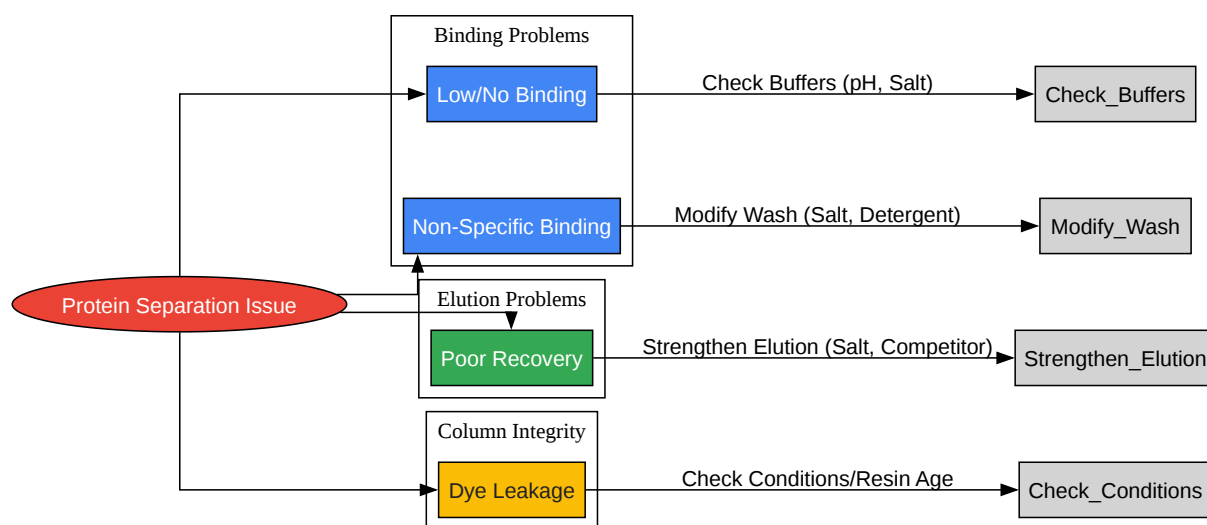 Binding Problems
Low/No Binding
Check Buffers (pH, Salt)
Check_Buffers
Non-Specific Binding
Modify Wash (Salt, Detergent)
Modify_Wash
Protein Separation Issue
Elution Problems
Poor Recovery
Strengthen Elution (Salt, Competitor)
Strengthen_Elution
Column Integrity
Dye Leakage
Check Conditions/Resin Age
Check_Conditions